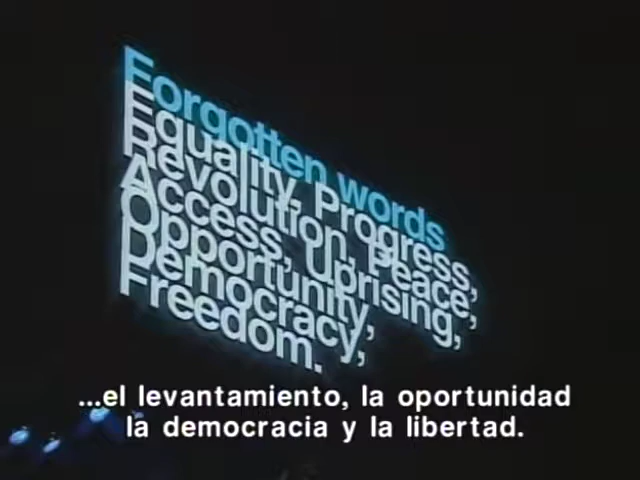 Forgotten words
Equality, Progress,
Revolution, Peace,
Access, Uprising,
Opportunity,
Democracy,
Freedom.
...el levantamiento, la oportunidad
la democracia y la libertad.